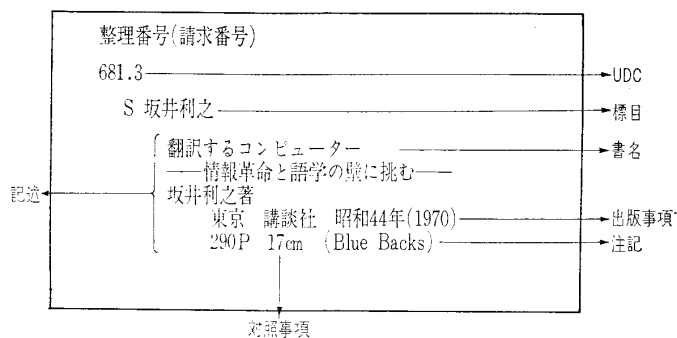 整理番号(請求番号)
681.3 UDC
S 坂井利之 標目
翻訳するコンピューター 書名
——情報革命と語学の壁に挑む——
記述 坂井利之著
東京 講談社 昭和44年(1970) 出版事項
290P 17cm (Blue Backs) 注記
対照事項